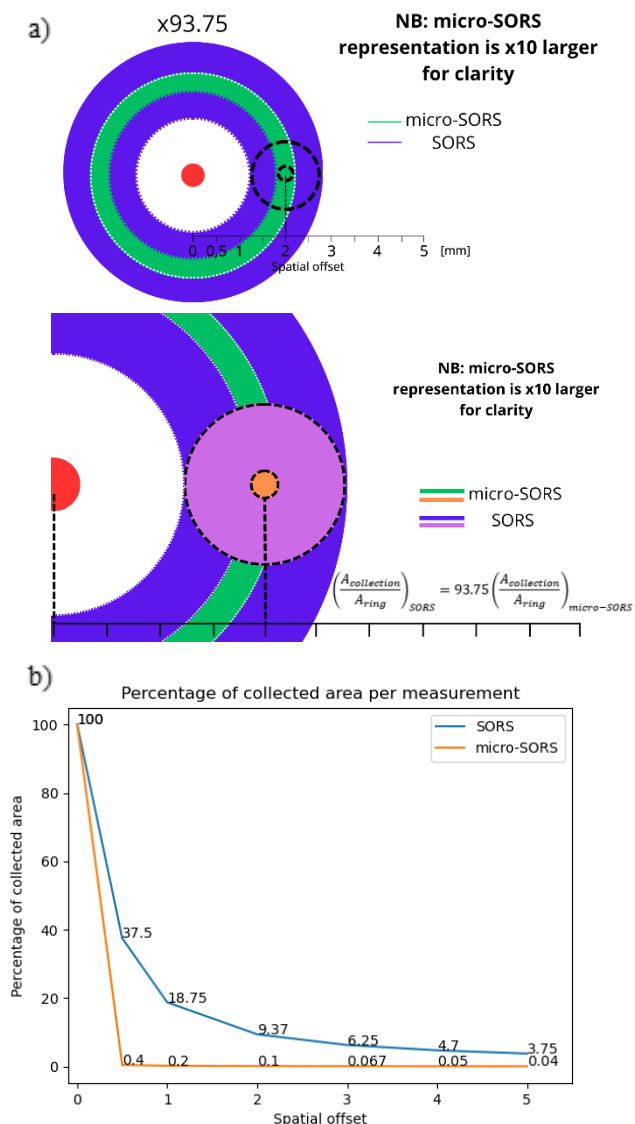 a)
x93.75
NB: micro-SORS
representation is x10 larger
for clarity
micro-SORS
SORS
0 0,5 1 2 3 4 5 [mm]
Spatial offset
NB: micro-SORS
representation is x10 larger
for clarity
micro-SORS
SORS
(A_collection/A_ring)_SORS = 93.75 (A_collection/A_ring)_micro−SORS
b)
Percentage of collected area per measurement
SORS
micro-SORS
Percentage of collected area
100
80
60
40
20
0
100
37.5
18.75
9.37
6.25
4.7
3.75
0.4
0.2
0.1
0.067
0.05
0.04
0 1 2 3 4 5
Spatial offset